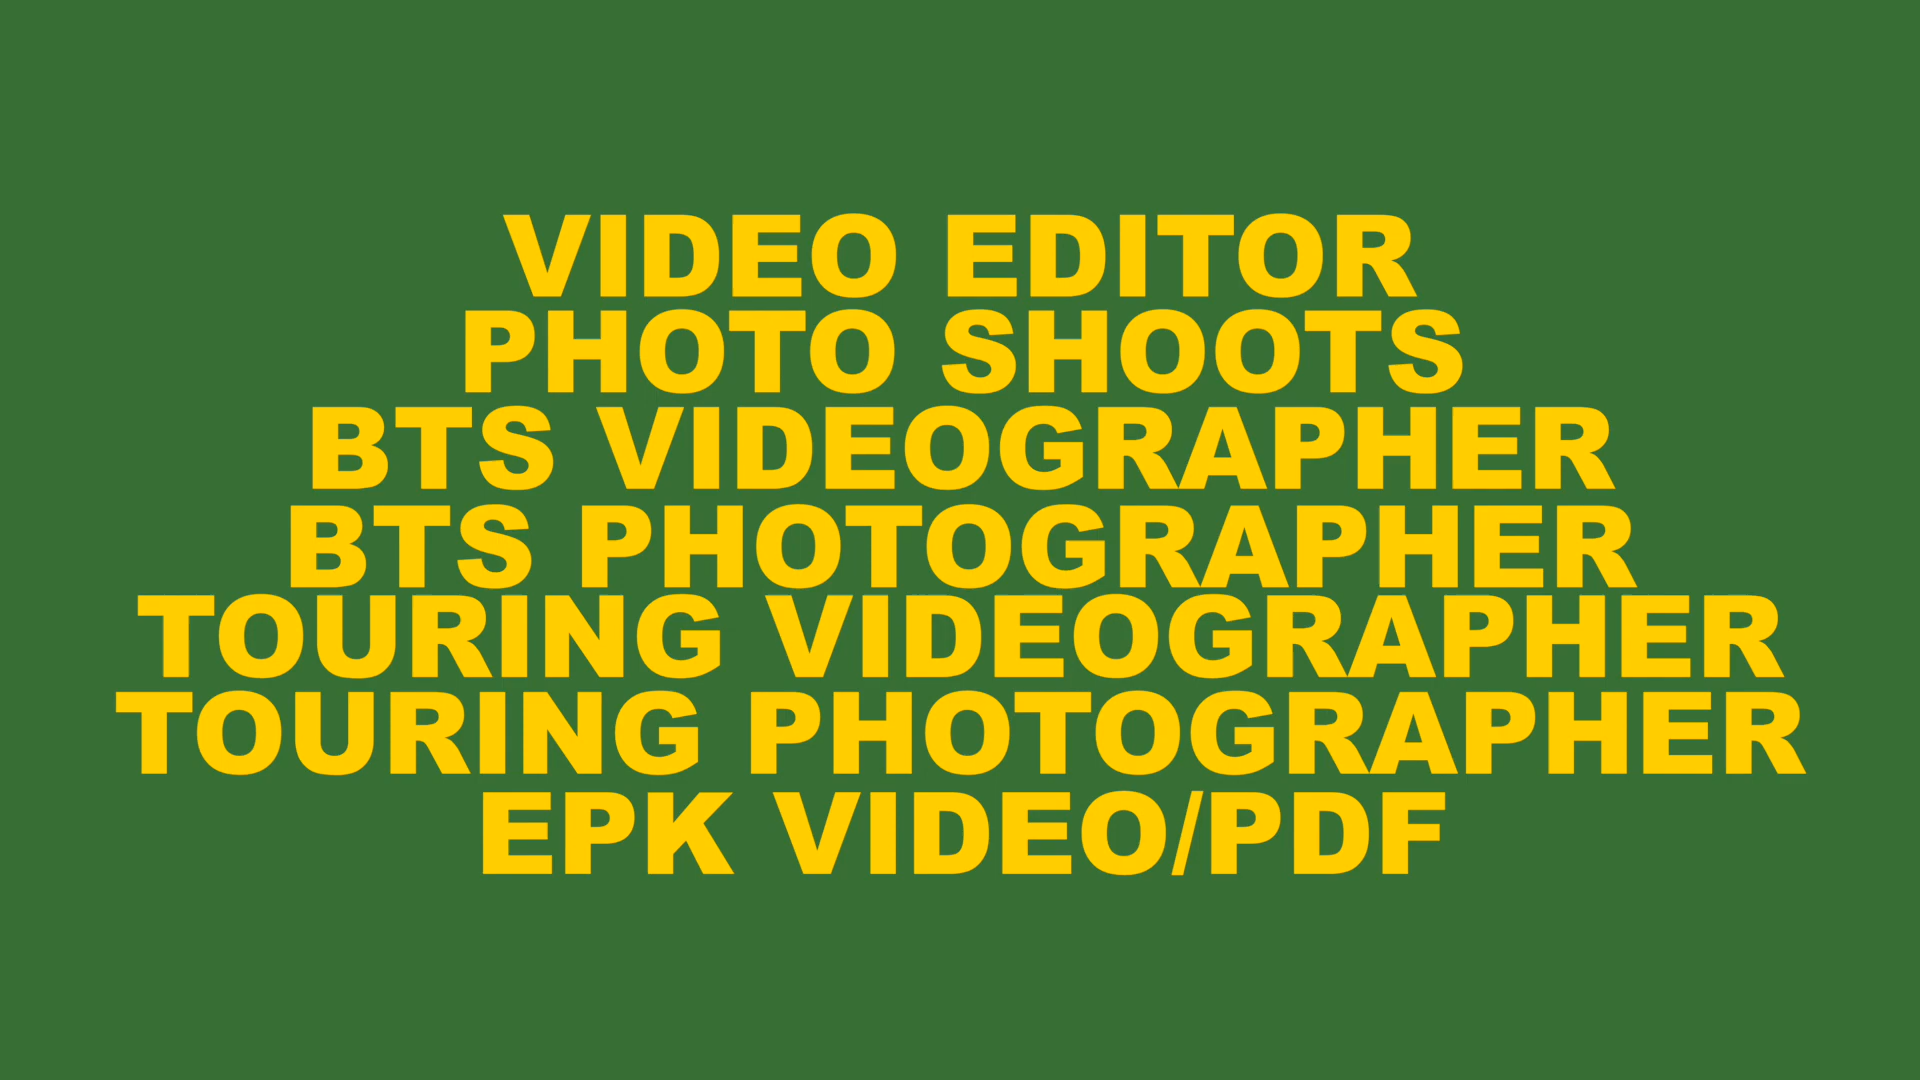 VIDEO EDITOR
PHOTO SHOOTS
BTS VIDEOGRAPHER
BTS PHOTOGRAPHER
TOURING VIDEOGRAPHER
TOURING PHOTOGRAPHER
EPK VIDEO/PDF